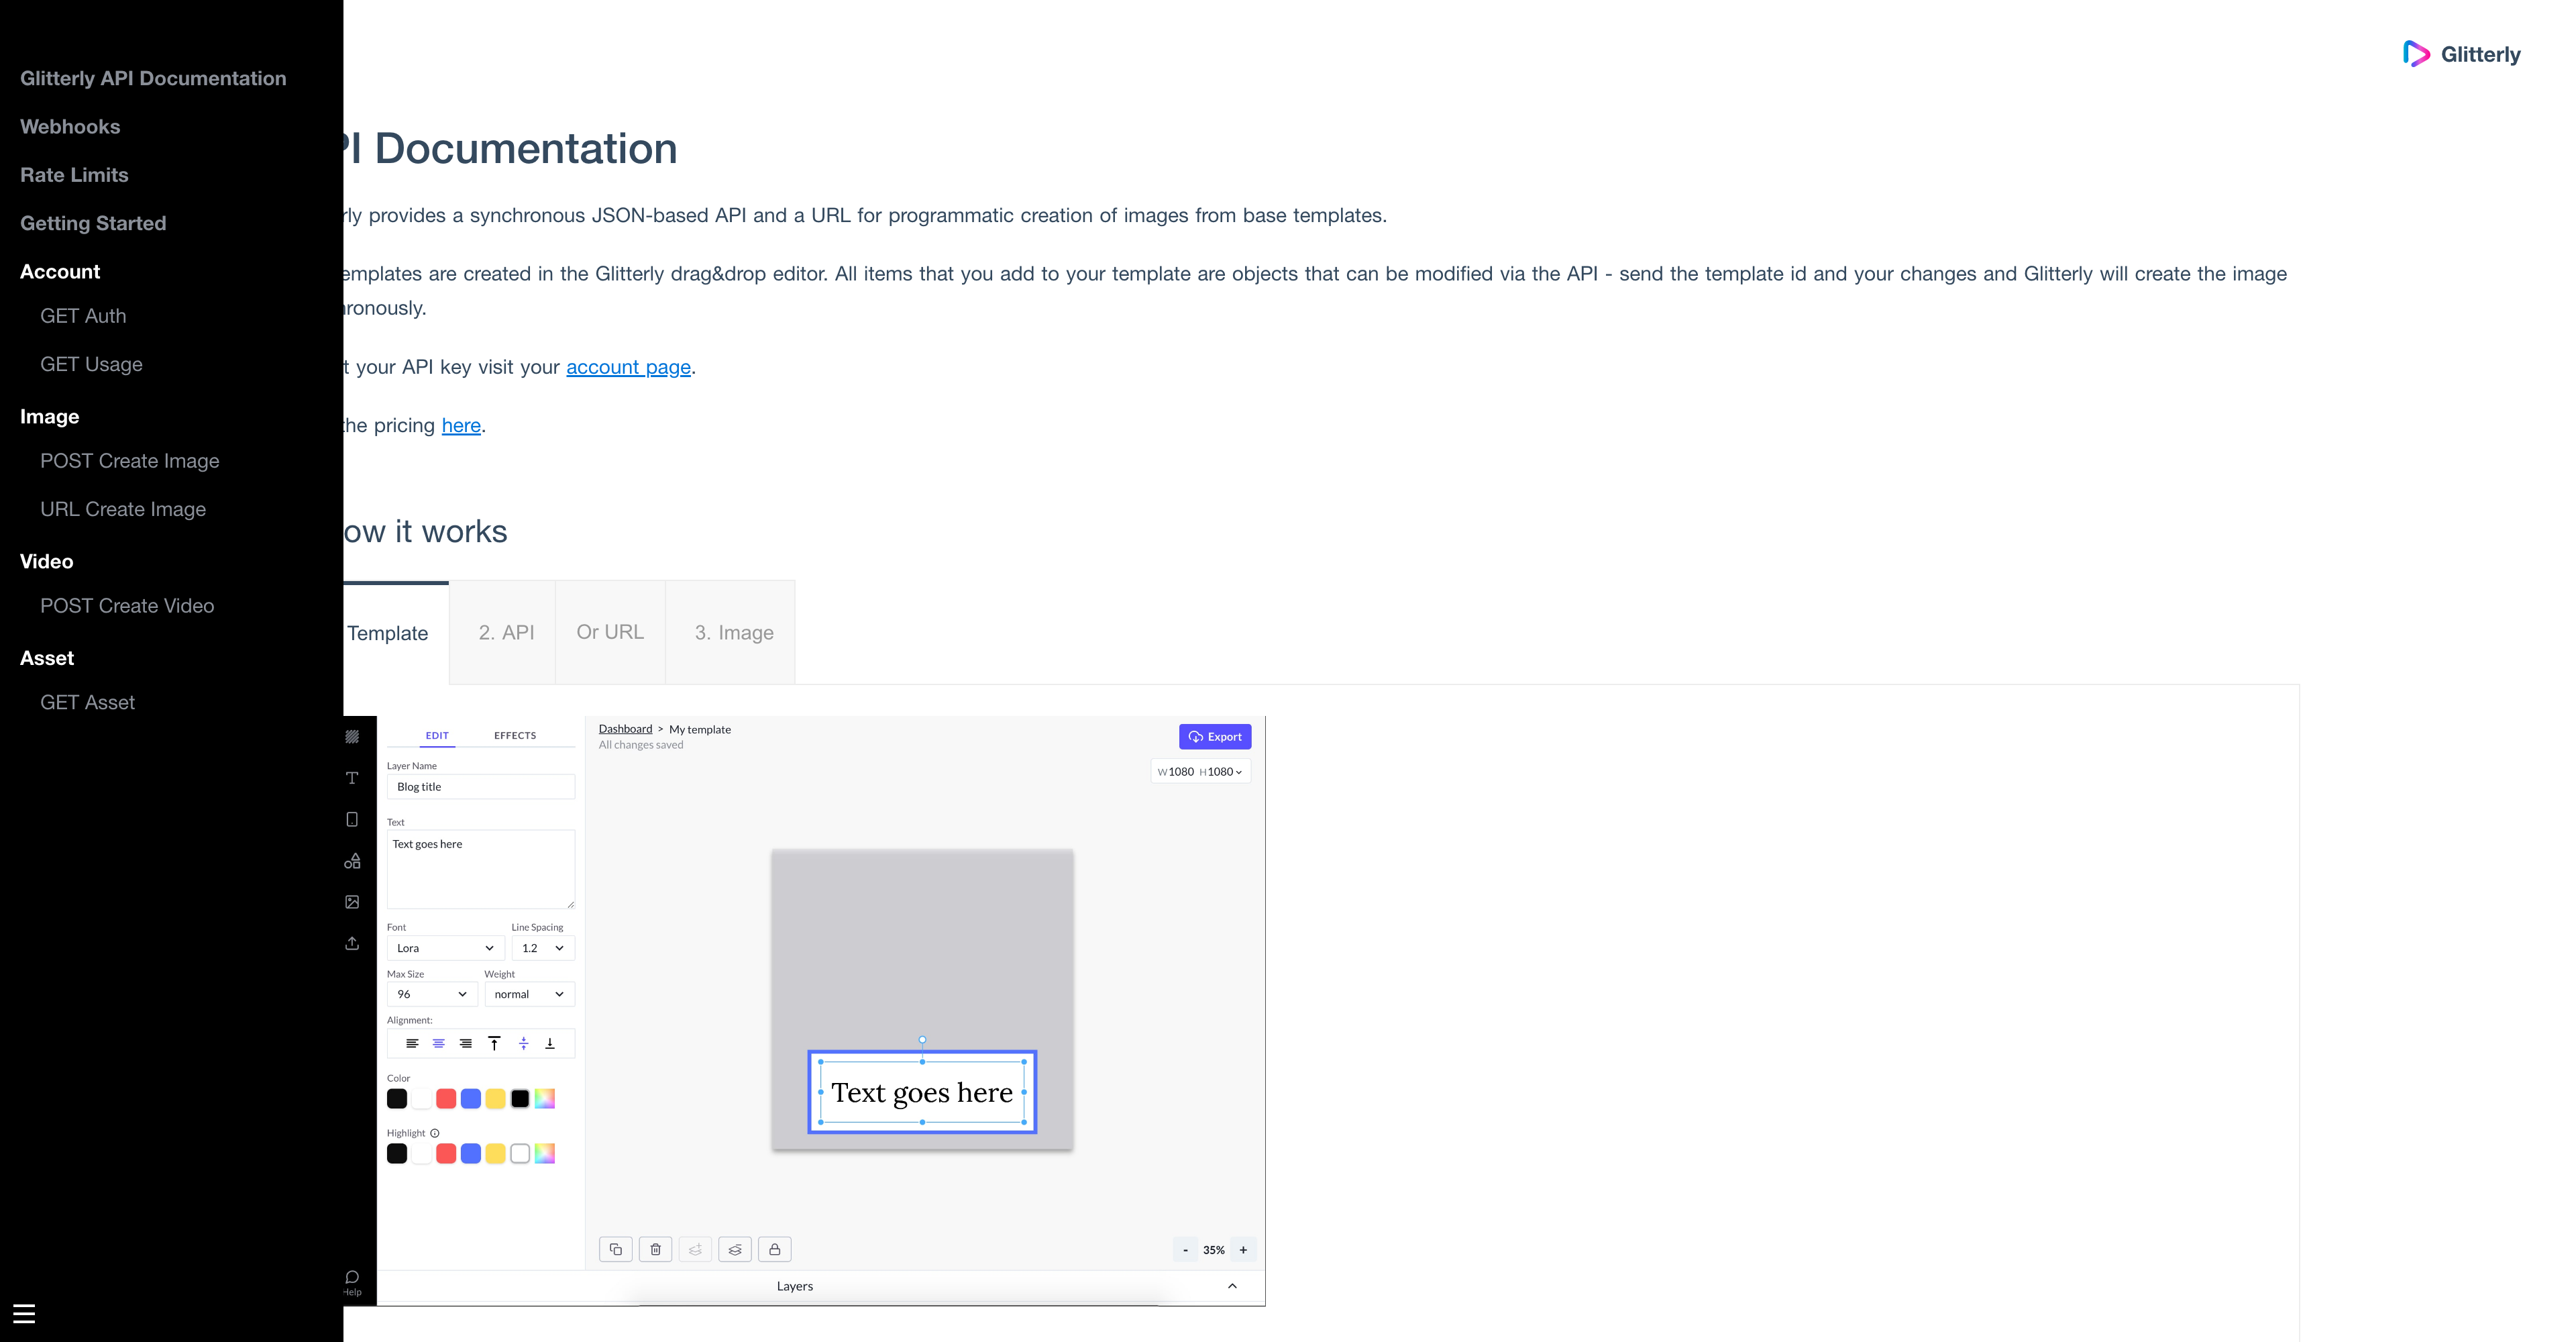 Glitterly API Documentation
Webhooks
Rate Limits
Getting Started
Account
GET Auth
GET Usage
Image
POST Create Image
URL Create Image
Video
POST Create Video
Asset
GET Asset
Glitterly
PI Documentation
rly provides a synchronous JSON-based API and a URL for programmatic creation of images from base templates.
emplates are created in the Glitterly drag&drop editor. All items that you add to your template are objects that can be modified via the API - send the template id and your changes and Glitterly will create the image
hronously.
t your API key visit your account page.
the pricing here.
ow it works
Template
2. API
Or URL
3. Image
EDIT EFFECTS
Layer Name
Blog title
Text
Text goes here
Font Line Spacing
Lora 1.2
Max Size Weight
96 normal
Alignment:
Color
Highlight
Dashboard > My template
All changes saved
Export
W 1080 H 1080
Text goes here
- 35% +
Layers
Help